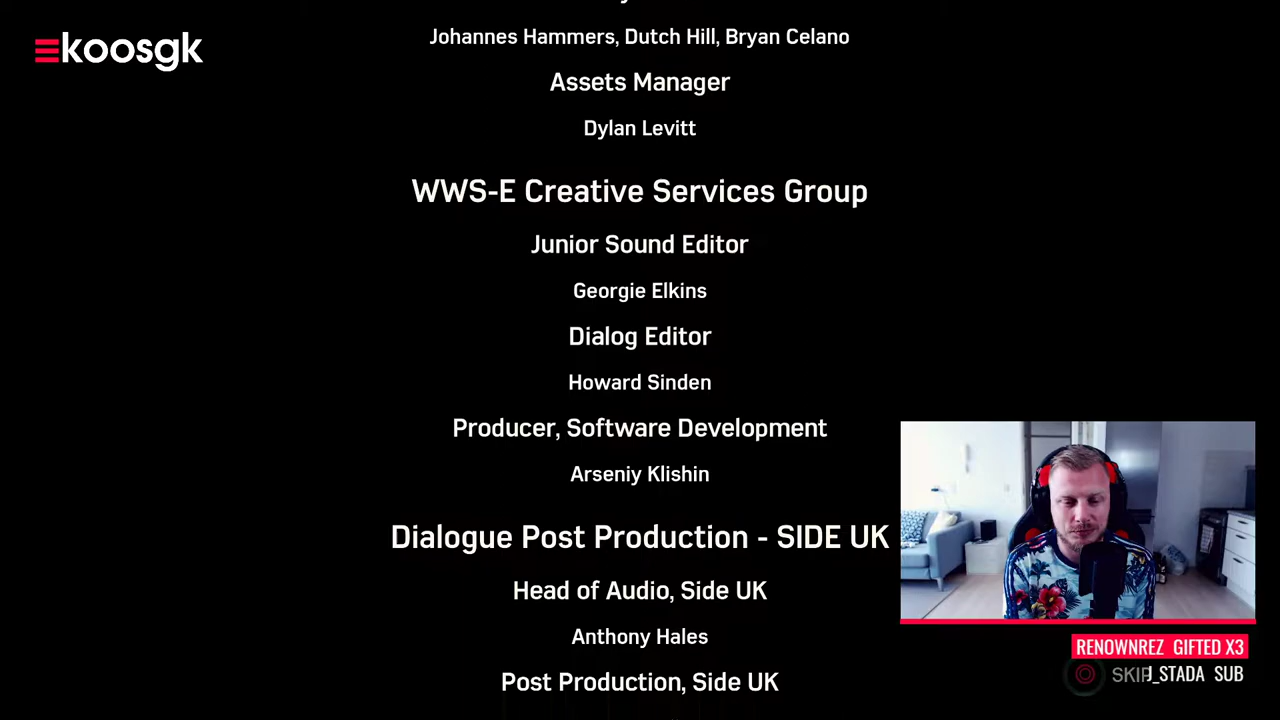 koosgk
Johannes Hammers, Dutch Hill, Bryan Celano
Assets Manager
Dylan Levitt
WWS-E Creative Services Group
Junior Sound Editor
Georgie Elkins
Dialog Editor
Howard Sinden
Producer, Software Development
Arseniy Klishin
Dialogue Post Production - SIDE UK
Head of Audio, Side UK
Anthony Hales
Post Production, Side UK
RENOWNREZ GIFTED X3
SKIP
J_STADA SUB